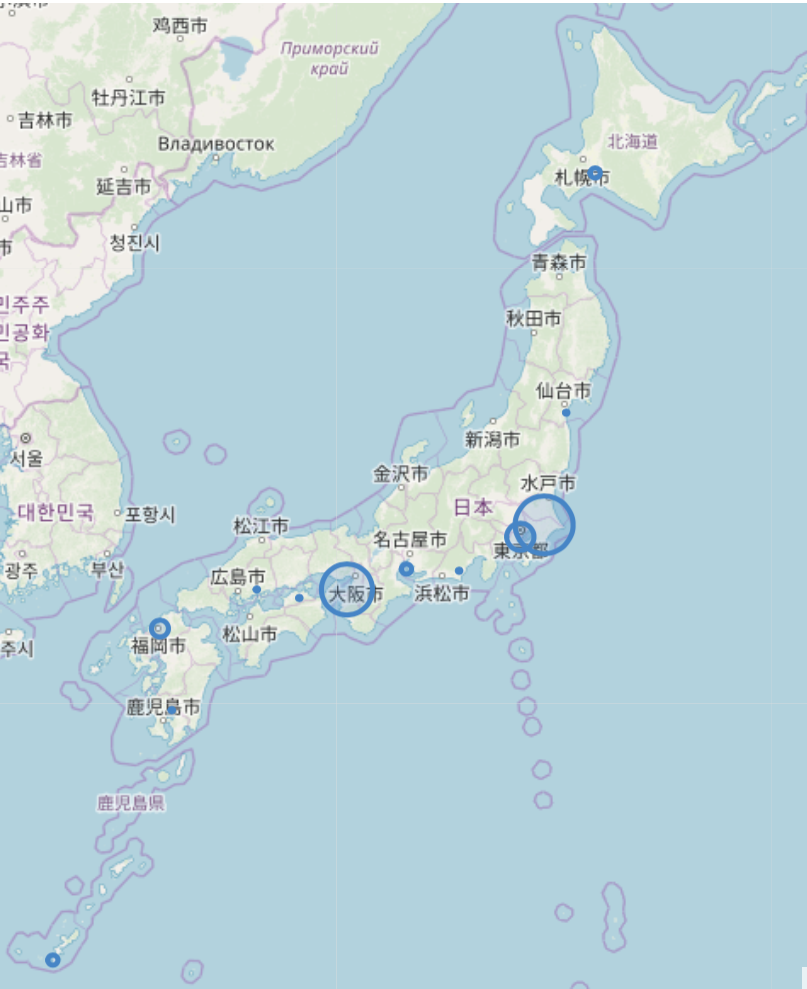 鸡西市
Приморский
край
牡丹江市
吉林市
Владивосток
北海道
吉林省
札幌市
延吉市
山市
청진시
市
青森市
민주주
민공화
국
秋田市
仙台市
新潟市
서울
金沢市
水戸市
日本
대한민국
포항시
松江市
名古屋市
東京都
광주
부산
広島市
大阪市
浜松市
松山市
福岡市
주시
鹿児島市
鹿児島県